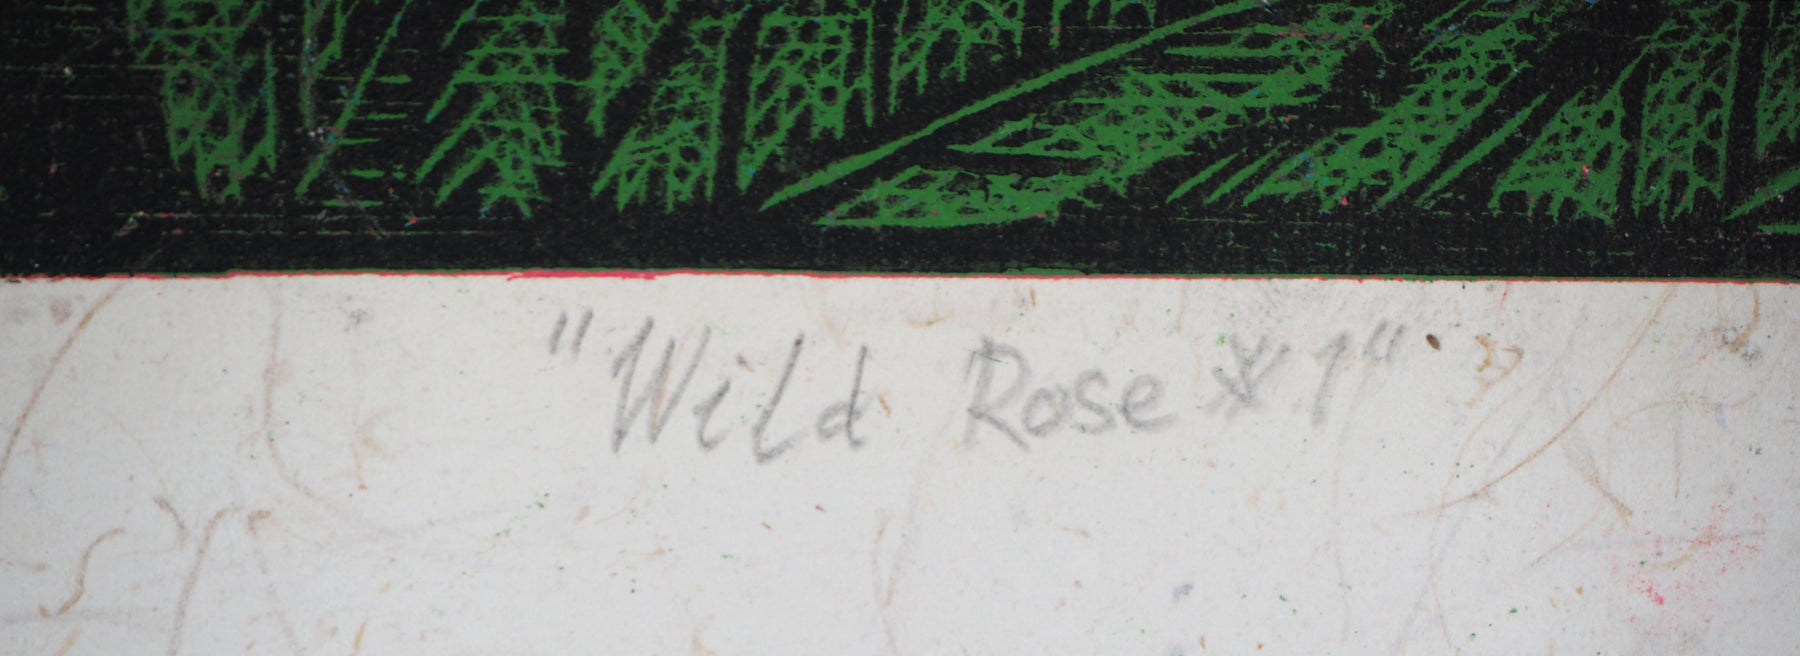 "Wild Rose * 1"